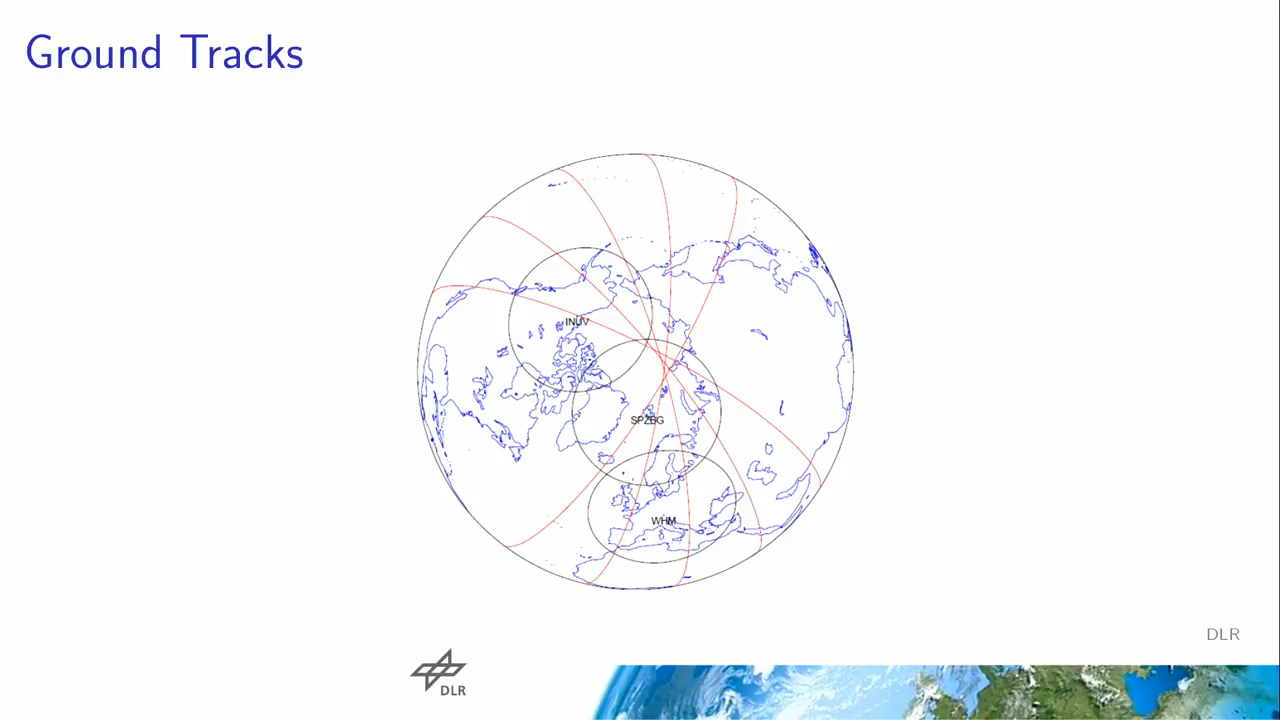 Ground Tracks
INUV
SPZBG
WHM
DLR
DLR